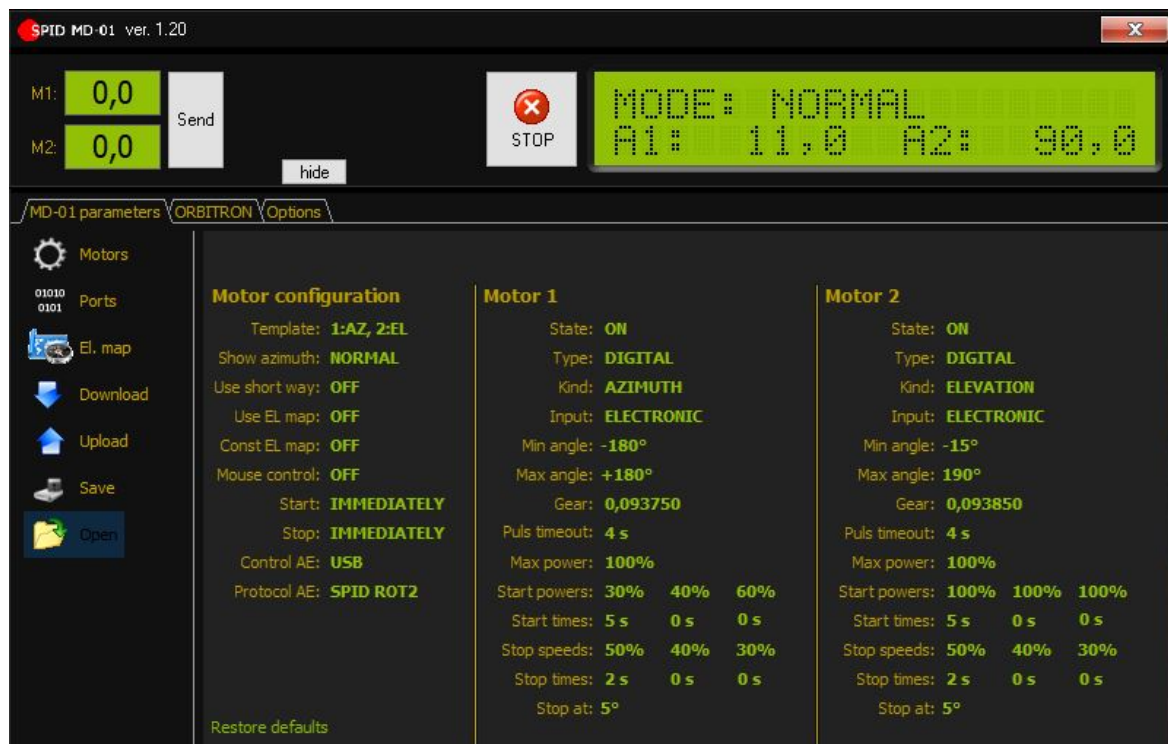 SPID MD-01 ver. 1.20
X
M1: 0,0
Send
M2: 0,0
hide
STOP
MODE: NORMAL
A1: 11,0 A2: 90,0
MD-01 parameters ORBITRON Options
Motors
01010
0101
Ports
El. map
Download
Upload
Save
Open
Motor configuration
Template: 1:AZ, 2:EL
Show azimuth: NORMAL
Use short way: OFF
Use EL map: OFF
Const EL map: OFF
Mouse control: OFF
Start: IMMEDIATELY
Stop: IMMEDIATELY
Control AE: USB
Protocol AE: SPID ROT2
Restore defaults
Motor 1
State: ON
Type: DIGITAL
Kind: AZIMUTH
Input: ELECTRONIC
Min angle: -180°
Max angle: +180°
Gear: 0,093750
Puls timeout: 4 s
Max power: 100%
Start powers: 30% 40% 60%
Start times: 5 s 0 s 0 s
Stop speeds: 50% 40% 30%
Stop times: 2 s 0 s 0 s
Stop at: 5°
Motor 2
State: ON
Type: DIGITAL
Kind: ELEVATION
Input: ELECTRONIC
Min angle: -15°
Max angle: 190°
Gear: 0,093850
Puls timeout: 4 s
Max power: 100%
Start powers: 100% 100% 100%
Start times: 5 s 0 s 0 s
Stop speeds: 50% 40% 30%
Stop times: 2 s 0 s 0 s
Stop at: 5°